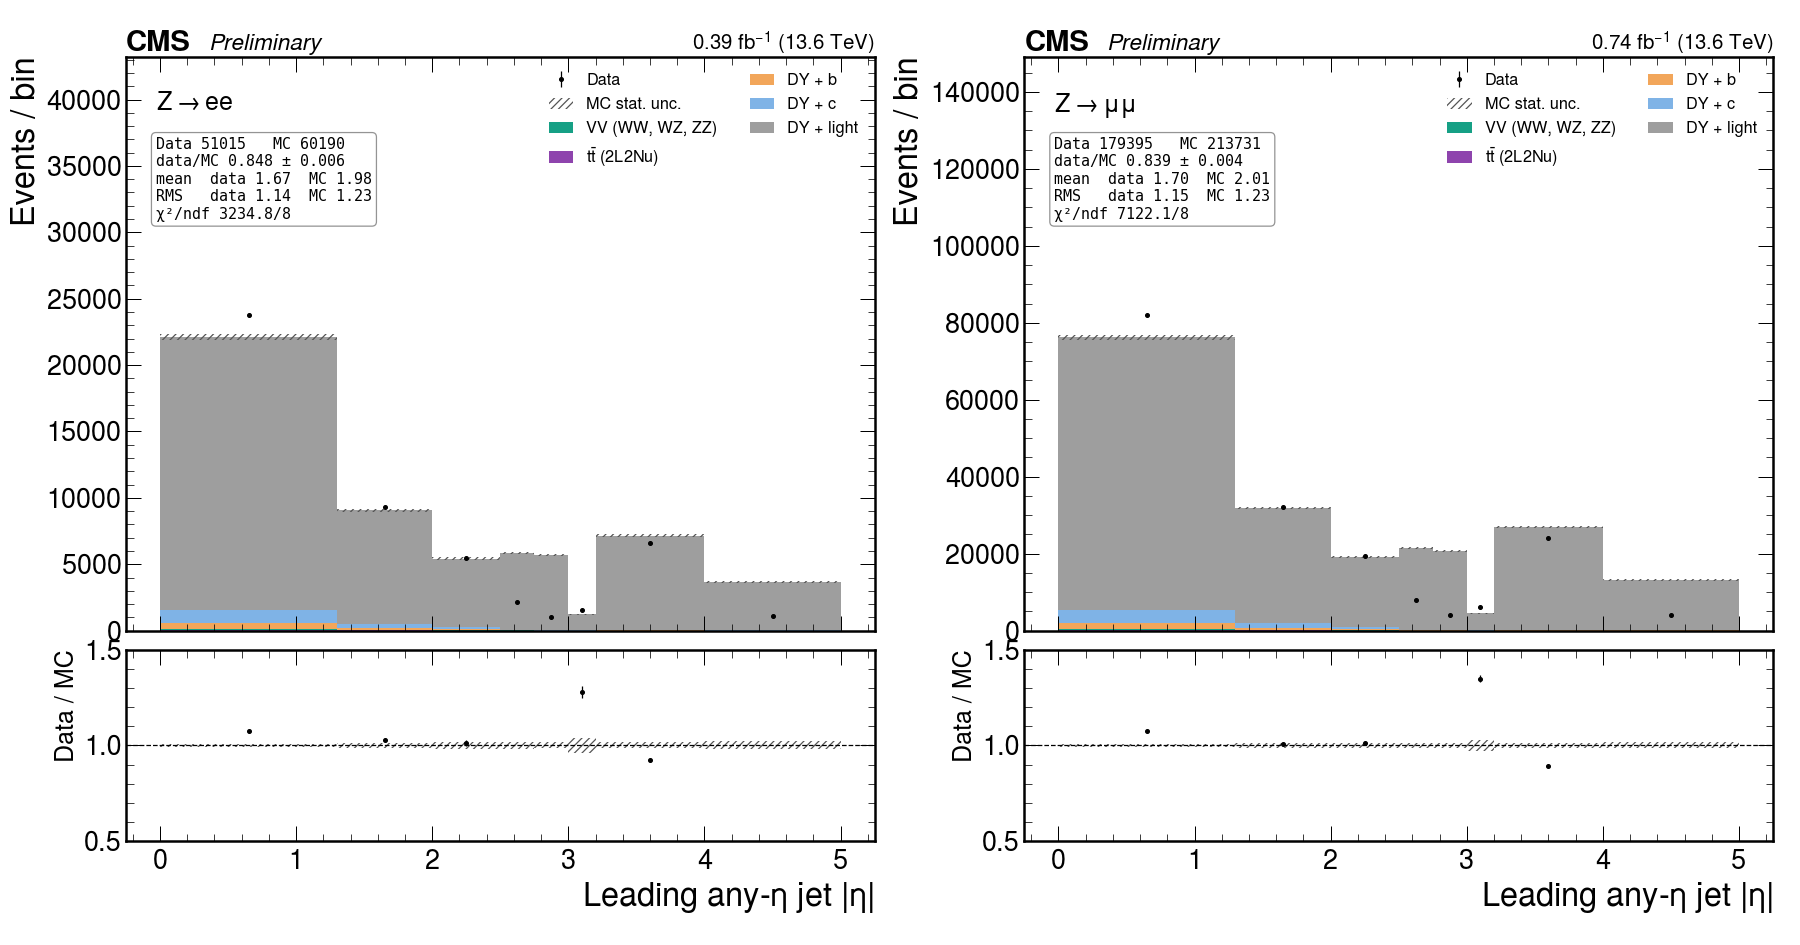 CMS Preliminary 0.39 fb⁻¹ (13.6 TeV)
Events / bin
40000
35000
30000
25000
20000
15000
10000
5000
0
Z → ee
Data 51015 MC 60190
data/MC 0.848 ± 0.006
mean data 1.67 MC 1.98
RMS data 1.14 MC 1.23
χ²/ndf 3234.8/8
Data
MC stat. unc.
VV (WW, WZ, ZZ)
tt̄ (2L2Nu)
DY + b
DY + c
DY + light
Data / MC
1.5
1.0
0.5
0 1 2 3 4 5
Leading any-η jet |η|
CMS Preliminary 0.74 fb⁻¹ (13.6 TeV)
Events / bin
140000
120000
100000
80000
60000
40000
20000
0
Z → μμ
Data 179395 MC 213731
data/MC 0.839 ± 0.004
mean data 1.70 MC 2.01
RMS data 1.15 MC 1.23
χ²/ndf 7122.1/8
Data
MC stat. unc.
VV (WW, WZ, ZZ)
tt̄ (2L2Nu)
DY + b
DY + c
DY + light
Data / MC
1.5
1.0
0.5
0 1 2 3 4 5
Leading any-η jet |η|